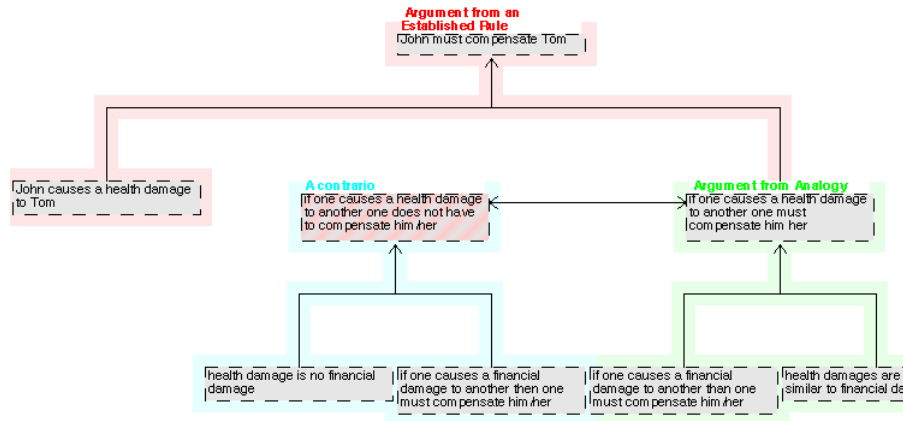 Argument from an
Established Rule
John must compensate Tom
John causes a health damage
to Tom
A contrario
if one causes a health damage
to another one does not have
to compensate him/her
Argument from Analogy
if one causes a health damage
to another one must
compensate him her
health damage is no financial
damage
if one causes a financial
damage to another then one
must compensate him/her
if one causes a financial
damage to another than one
must compensate him/her
health damages are
similar to financial